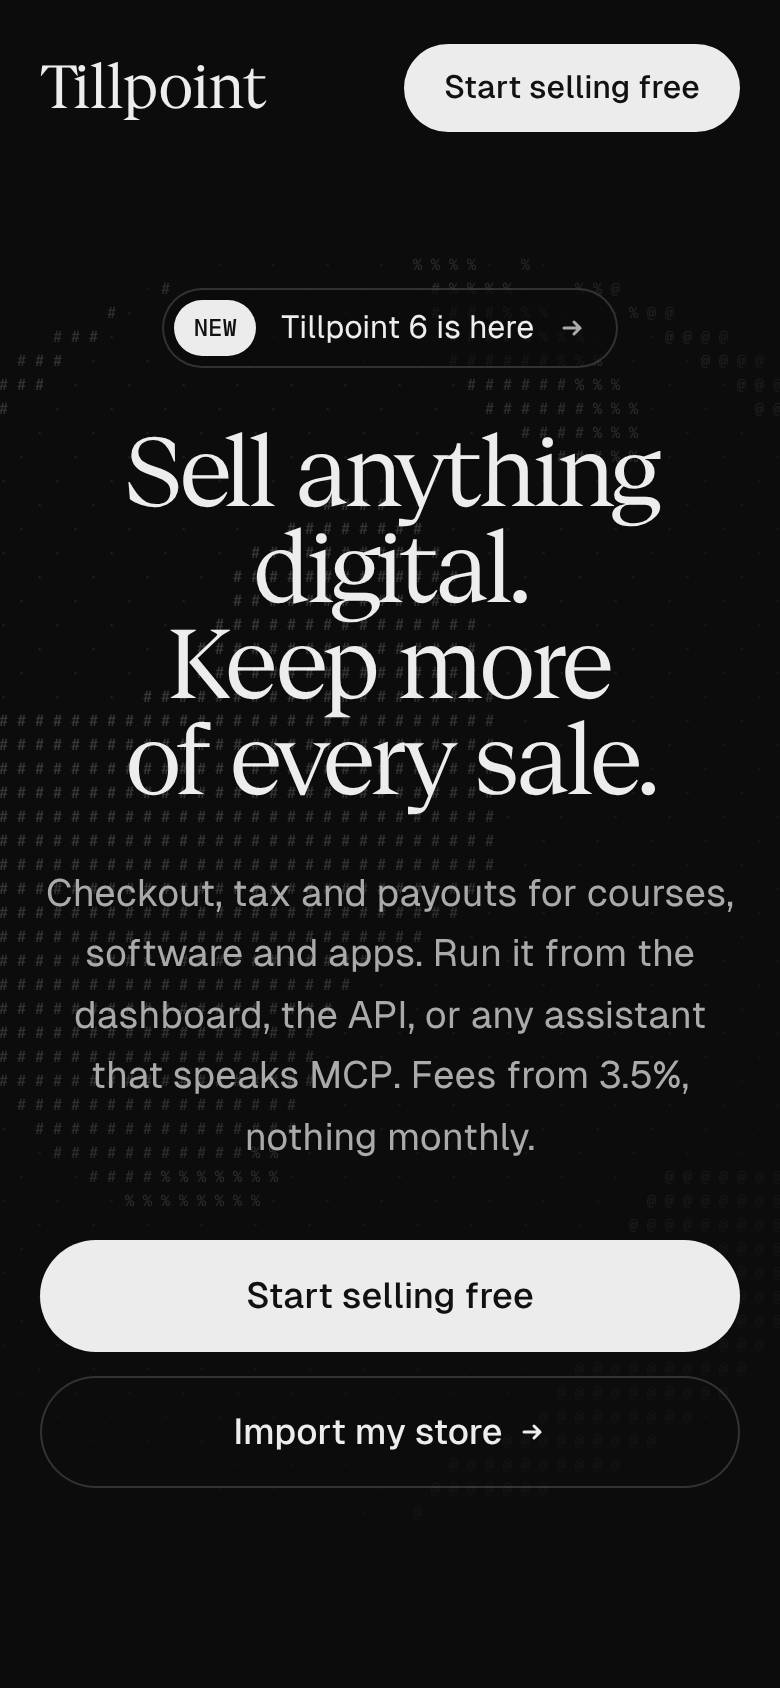 Tillpoint
Start selling free
NEW Tillpoint 6 is here →
Sell anything
digital.
Keep more
of every sale.
Checkout, tax and payouts for courses,
software and apps. Run it from the
dashboard, the API, or any assistant
that speaks MCP. Fees from 3.5%,
nothing monthly.
Start selling free
Import my store →